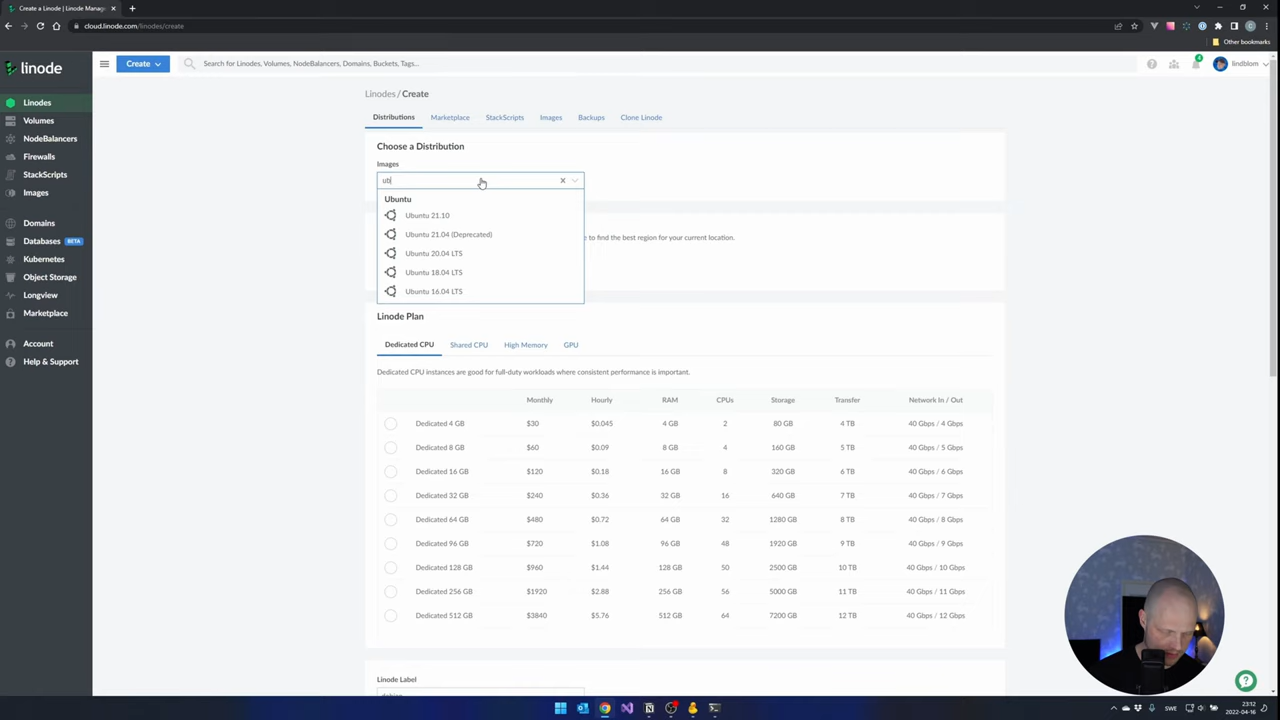 Create a Linode | Linode Mana
cloud.linode.com/linodes/create
Other bookmarks
linode
Create
Search for Linodes, Volumes, NodeBalancers, Domains, Buckets, Tags...
4
lindblom
Linodes
Volumes
NodeBalancers
Firewalls
StackScripts
Images
Domains
Databases BETA
Kubernetes
Object Storage
Longview
Marketplace
Account
Help & Support
Linodes / Create
Distributions Marketplace StackScripts Images Backups Clone Linode
Choose a Distribution
Images
ub
Ubuntu
Ubuntu 21.10
Ubuntu 21.04 (Deprecated)
Ubuntu 20.04 LTS
Ubuntu 18.04 LTS
Ubuntu 16.04 LTS
to find the best region for your current location.
Linode Plan
Dedicated CPU Shared CPU High Memory GPU
Dedicated CPU instances are good for full-duty workloads where consistent performance is important.
Monthly Hourly RAM CPUs Storage Transfer Network In / Out
Dedicated 4 GB $30 $0.045 4 GB 2 80 GB 4 TB 40 Gbps / 4 Gbps
Dedicated 8 GB $60 $0.09 8 GB 4 160 GB 5 TB 40 Gbps / 5 Gbps
Dedicated 16 GB $120 $0.18 16 GB 8 320 GB 6 TB 40 Gbps / 6 Gbps
Dedicated 32 GB $240 $0.36 32 GB 16 640 GB 7 TB 40 Gbps / 7 Gbps
Dedicated 64 GB $480 $0.72 64 GB 32 1280 GB 8 TB 40 Gbps / 8 Gbps
Dedicated 96 GB $720 $1.08 96 GB 48 1920 GB 9 TB 40 Gbps / 9 Gbps
Dedicated 128 GB $960 $1.44 128 GB 50 2500 GB 10 TB 40 Gbps / 10 Gbps
Dedicated 256 GB $1920 $2.88 256 GB 56 5000 GB 11 TB 40 Gbps / 11 Gbps
Dedicated 512 GB $3840 $5.76 512 GB 64 7200 GB 12 TB 40 Gbps / 12 Gbps
Linode Label
debian
SWE
23:12
2022-04-16